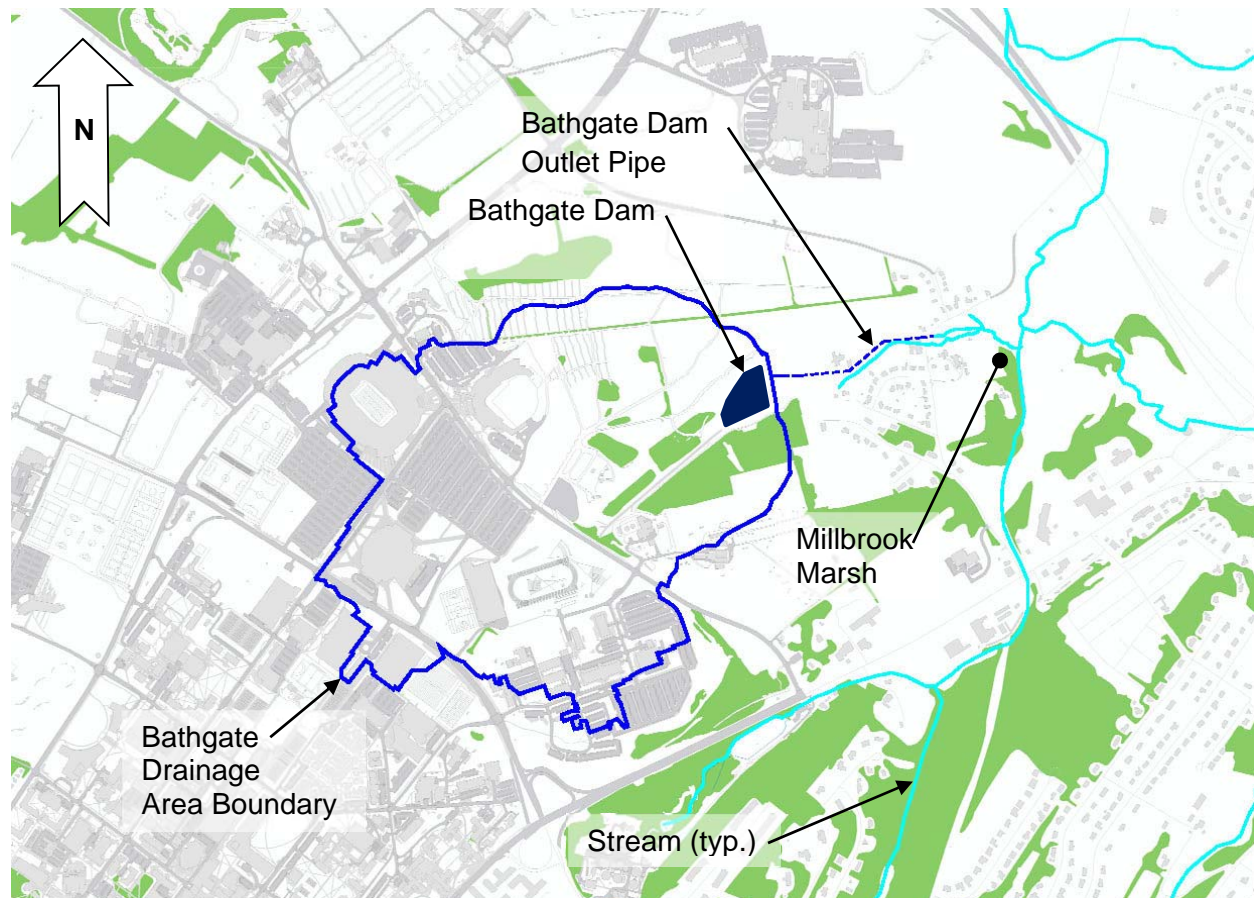 N
Bathgate Dam
Outlet Pipe
Bathgate Dam
Millbrook
Marsh
Bathgate
Drainage
Area Boundary
Stream (typ.)